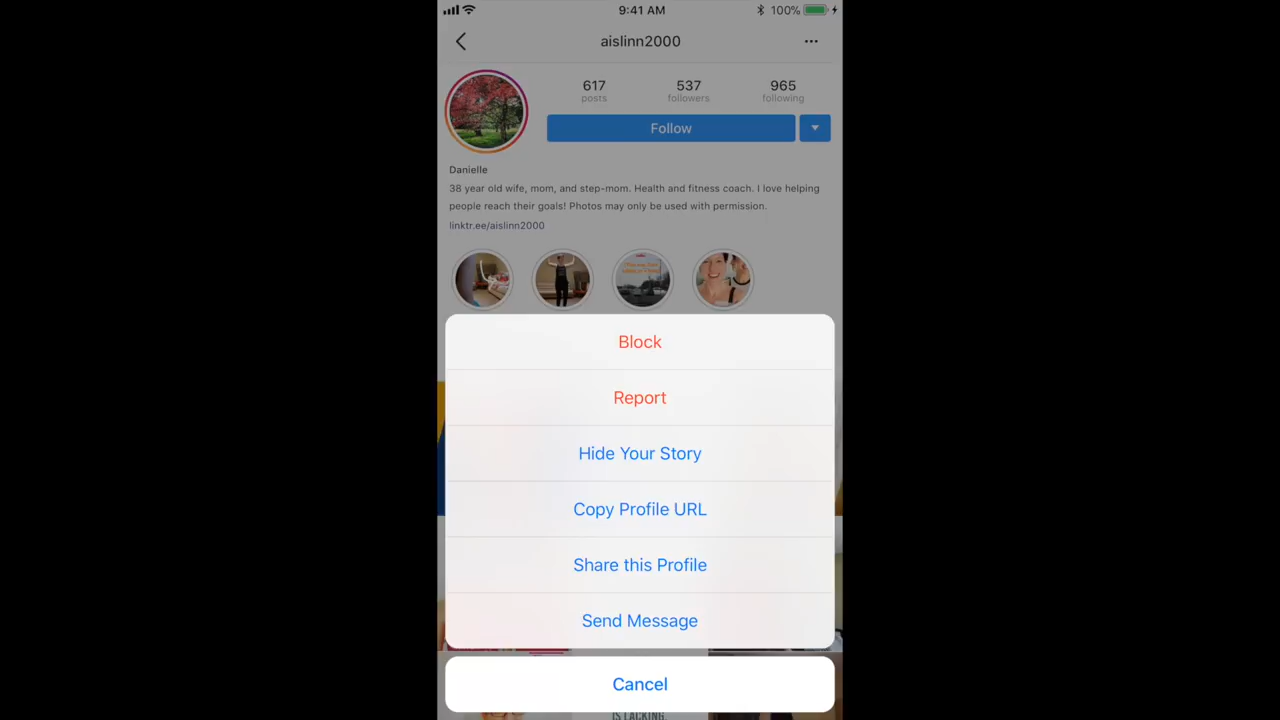 9:41 AM
100%
aislinn2000
617
537
965
posts
followers
following
Follow
Danielle
38 year old wife, mom, and step-mom. Health and fitness coach. I love helping
people reach their goals! Photos may only be used with permission.
linktr.ee/aislinn2000
Block
Report
Hide Your Story
Copy Profile URL
Share this Profile
Send Message
Cancel
IS LACKING.